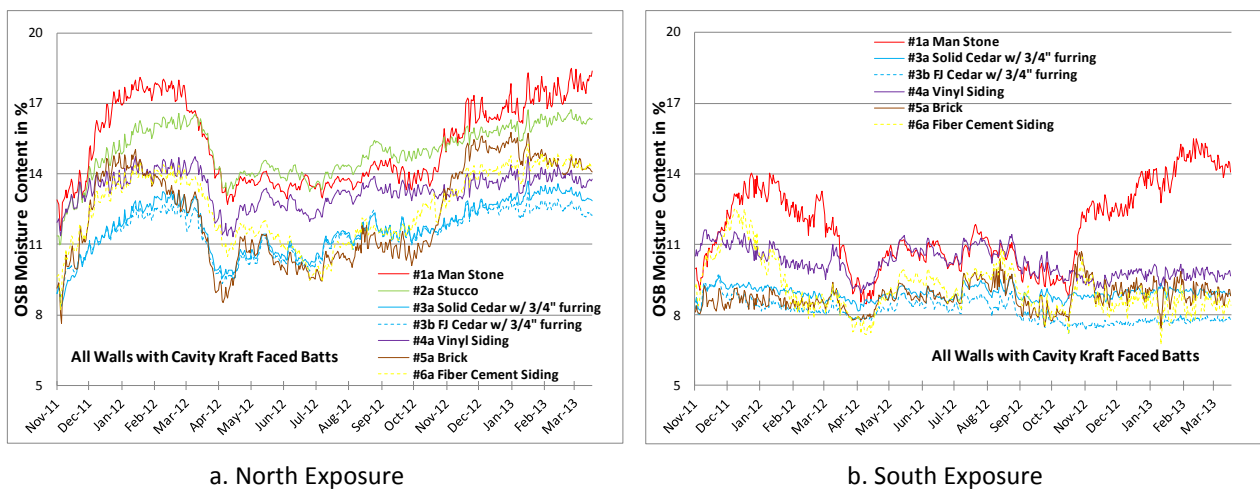 20
17
14
11
8
5
OSB Moisture Content in %
#1a Man Stone
#2a Stucco
#3a Solid Cedar w/ 3/4" furring
#3b FJ Cedar w/ 3/4" furring
#4a Vinyl Siding
#5a Brick
#6a Fiber Cement Siding
All Walls with Cavity Kraft Faced Batts
Nov-11
Dec-11
Jan-12
Feb-12
Mar-12
Apr-12
May-12
Jun-12
Jul-12
Aug-12
Sep-12
Oct-12
Nov-12
Dec-12
Jan-13
Feb-13
Mar-13
a. North Exposure
20
17
14
11
8
5
OSB Moisture Content in %
#1a Man Stone
#3a Solid Cedar w/ 3/4" furring
#3b FJ Cedar w/ 3/4" furring
#4a Vinyl Siding
#5a Brick
#6a Fiber Cement Siding
All Walls with Cavity Kraft Faced Batts
Nov-11
Dec-11
Jan-12
Feb-12
Mar-12
Apr-12
May-12
Jun-12
Jul-12
Aug-12
Sep-12
Oct-12
Nov-12
Dec-12
Jan-13
Feb-13
Mar-13
b. South Exposure